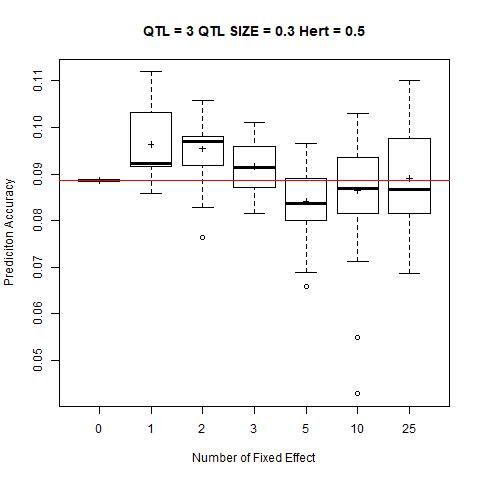 QTL = 3 QTL SIZE = 0.3 Hert = 0.5
0.11
0.10
0.09
0.08
0.07
0.06
0.05
Prediciton Accuracy
0 1 2 3 5 10 25
Number of Fixed Effect